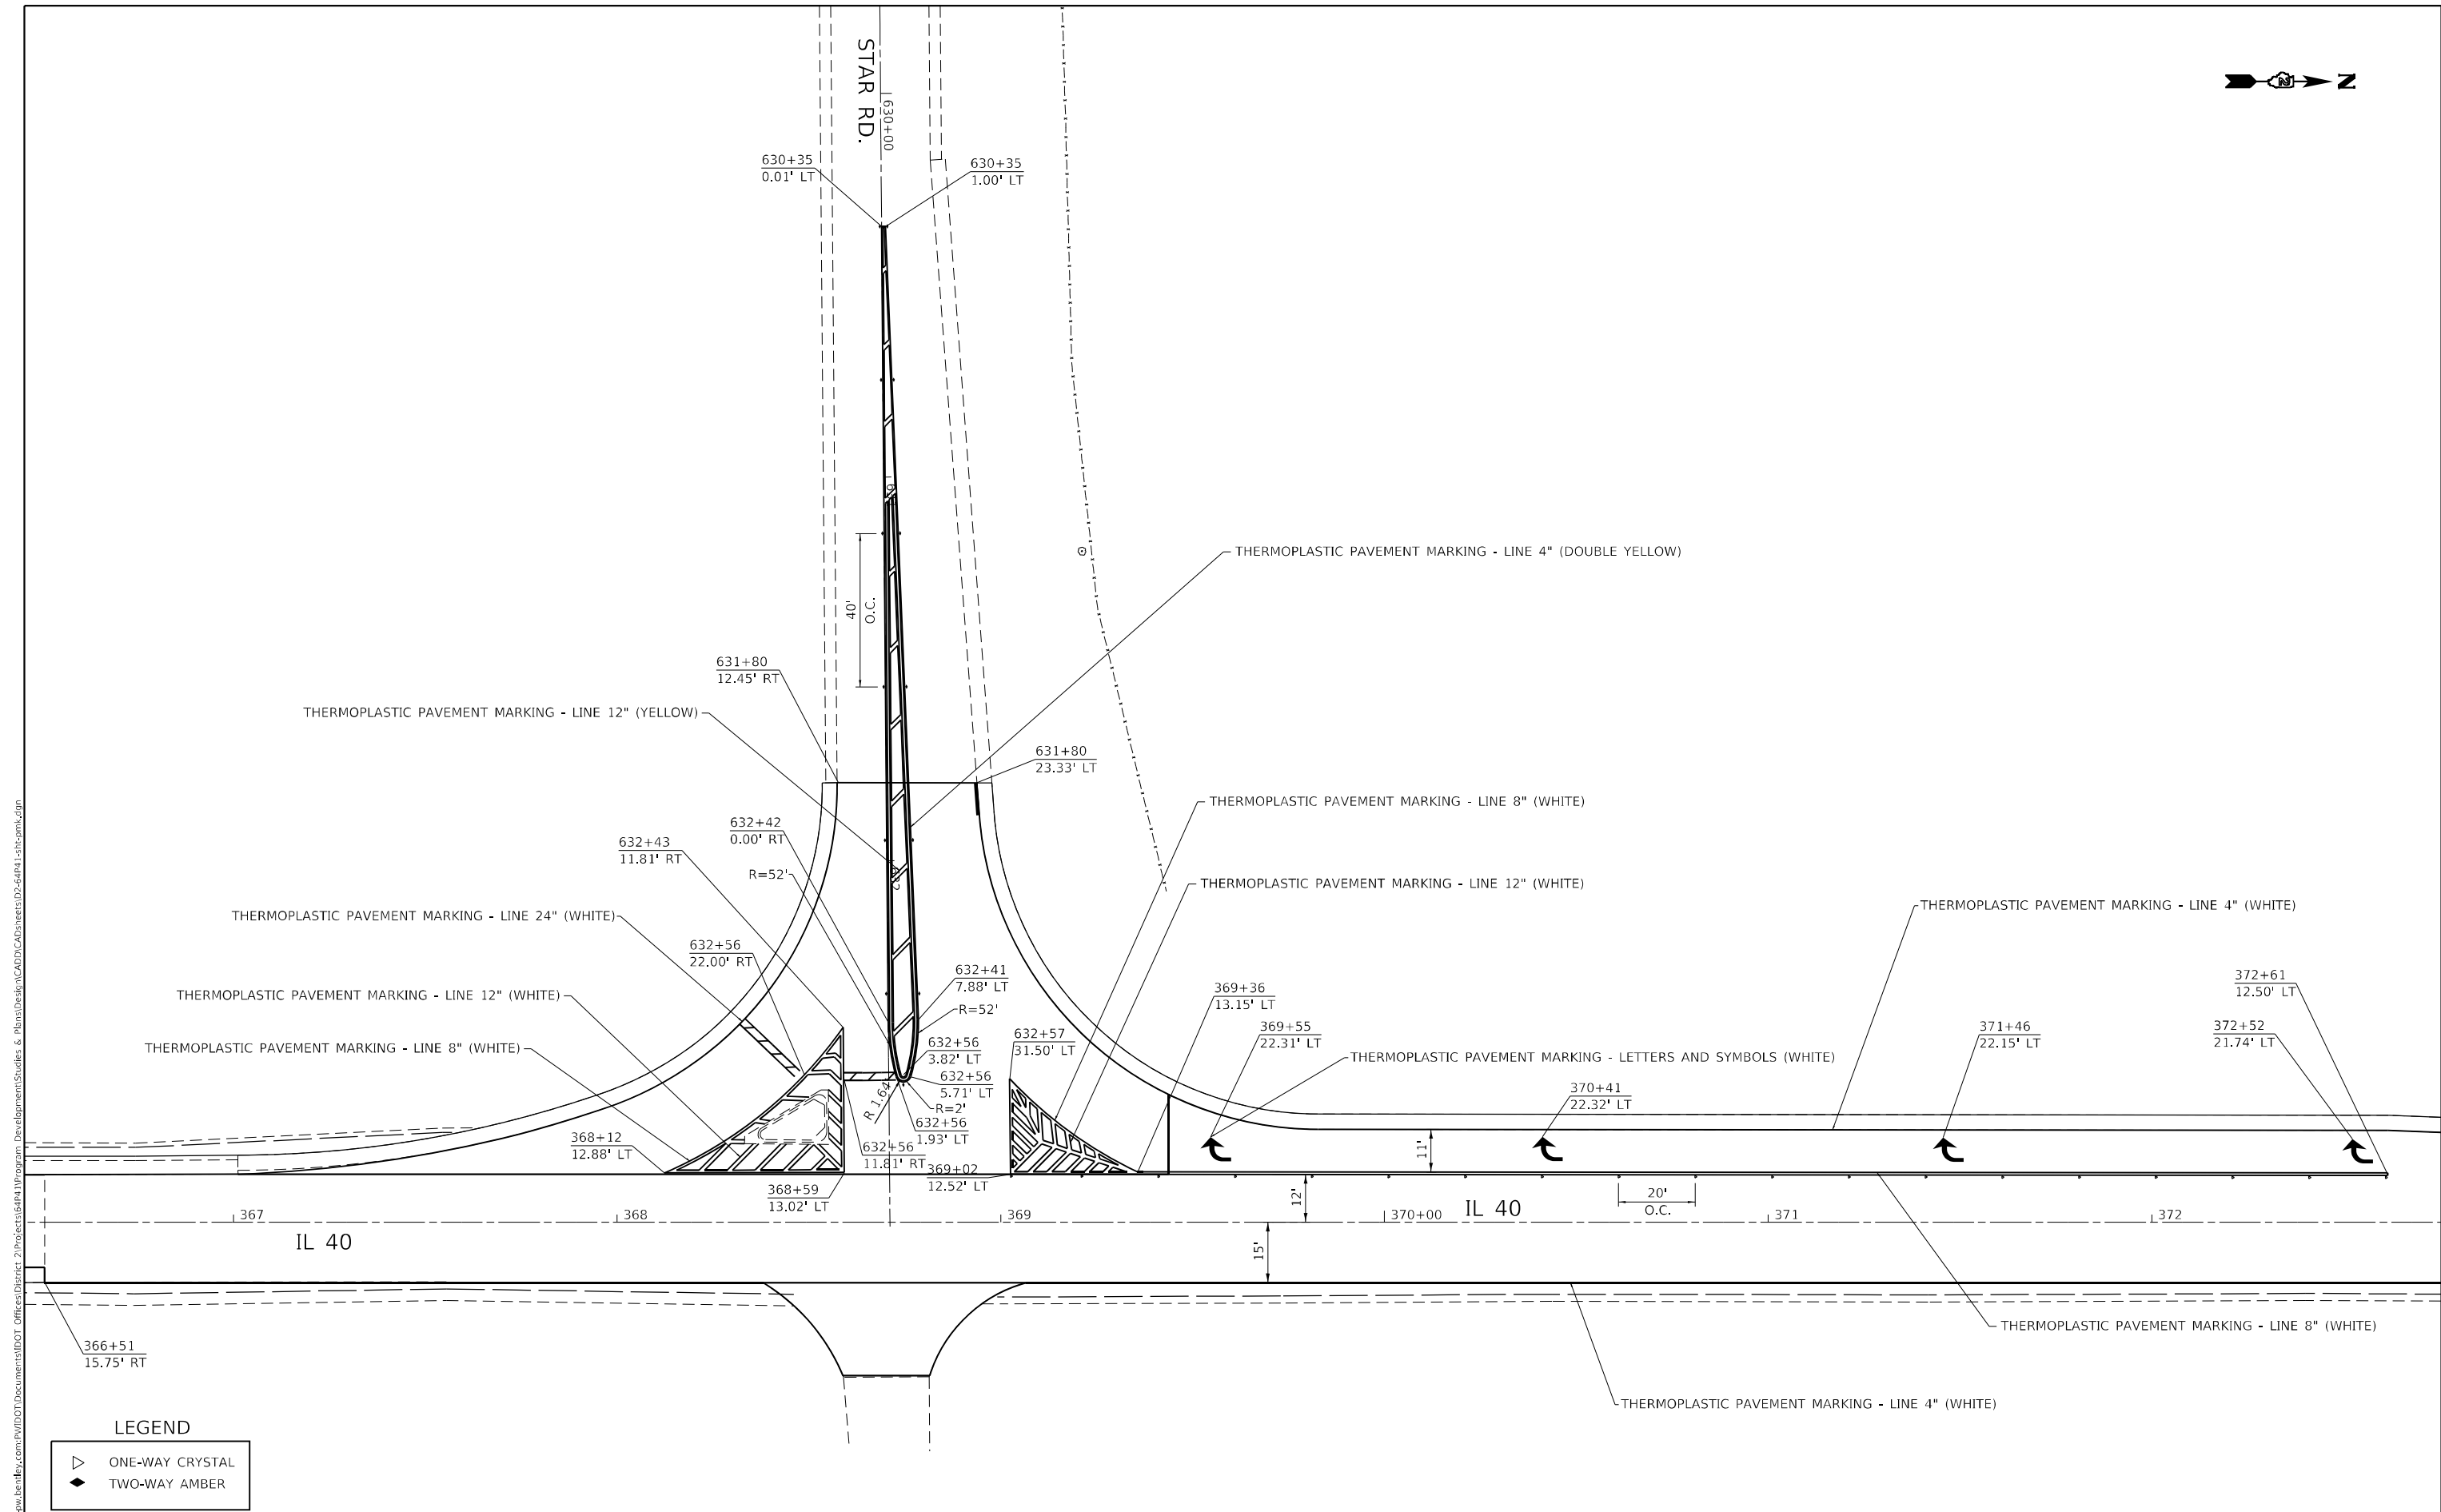 STAR RD.
630+00
N
2
630+35
0.01' LT
630+35
1.00' LT
THERMOPLASTIC PAVEMENT MARKING - LINE 4" (DOUBLE YELLOW)
40'
O.C.
631+80
12.45' RT
THERMOPLASTIC PAVEMENT MARKING - LINE 12" (YELLOW)
631+80
23.33' LT
THERMOPLASTIC PAVEMENT MARKING - LINE 8" (WHITE)
632+42
0.00' RT
632+43
11.81' RT
R=52'
THERMOPLASTIC PAVEMENT MARKING - LINE 12" (WHITE)
THERMOPLASTIC PAVEMENT MARKING - LINE 4" (WHITE)
THERMOPLASTIC PAVEMENT MARKING - LINE 24" (WHITE)
632+56
22.00' RT
632+41
7.88' LT
372+61
12.50' LT
THERMOPLASTIC PAVEMENT MARKING - LINE 12" (WHITE)
369+36
13.15' LT
R=52'
369+55
22.31' LT
371+46
22.15' LT
372+52
21.74' LT
632+57
31.50' LT
632+56
3.82' LT
THERMOPLASTIC PAVEMENT MARKING - LINE 8" (WHITE)
THERMOPLASTIC PAVEMENT MARKING - LETTERS AND SYMBOLS (WHITE)
632+56
5.71' LT
R 1.64'
R=2'
370+41
22.32' LT
632+56
1.93' LT
368+12
12.88' LT
632+56
11.81' RT
369+02
12.52' LT
11'
368+59
13.02' LT
12'
20'
O.C.
367
368
369
370+00
IL 40
371
372
IL 40
15'
THERMOPLASTIC PAVEMENT MARKING - LINE 8" (WHITE)
366+51
15.75' RT
THERMOPLASTIC PAVEMENT MARKING - LINE 4" (WHITE)
LEGEND
ONE-WAY CRYSTAL
TWO-WAY AMBER